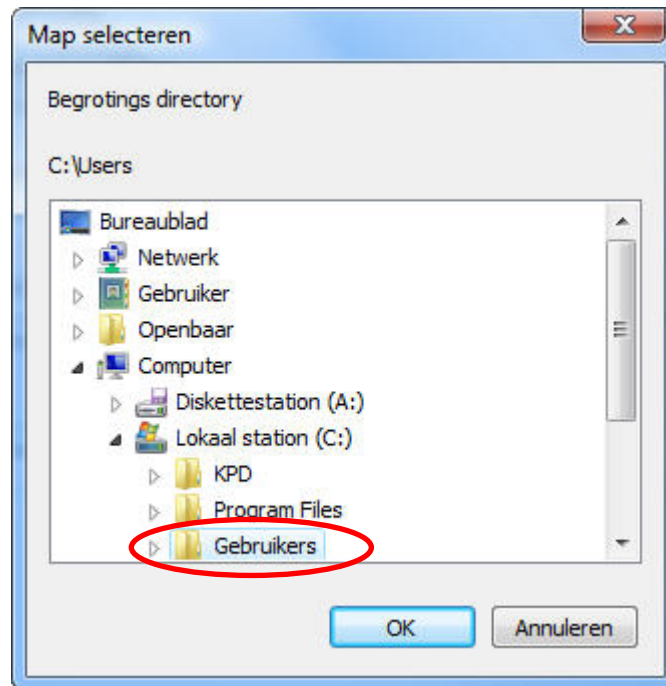 Map selecteren
Begrotings directory
C:\Users
Bureaublad
Netwerk
Gebruiker
Openbaar
Computer
Diskettestation (A:)
Lokaal station (C:)
KPD
Program Files
Gebruikers
OK
Annuleren